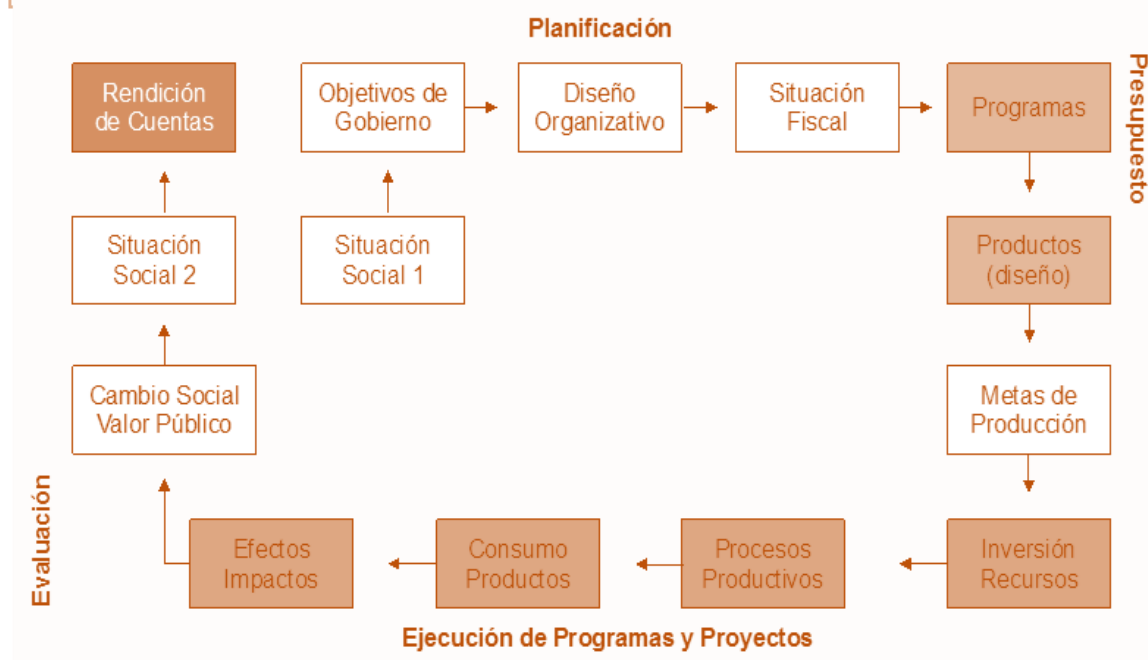 Planificación
Presupuesto
Rendición
de Cuentas
Objetivos de
Gobierno
Diseño
Organizativo
Situación
Fiscal
Programas
Situación
Social 2
Situación
Social 1
Productos
(diseño)
Cambio Social
Valor Público
Metas de
Producción
Evaluación
Efectos
Impactos
Consumo
Productos
Procesos
Productivos
Inversión
Recursos
Ejecución de Programas y Proyectos